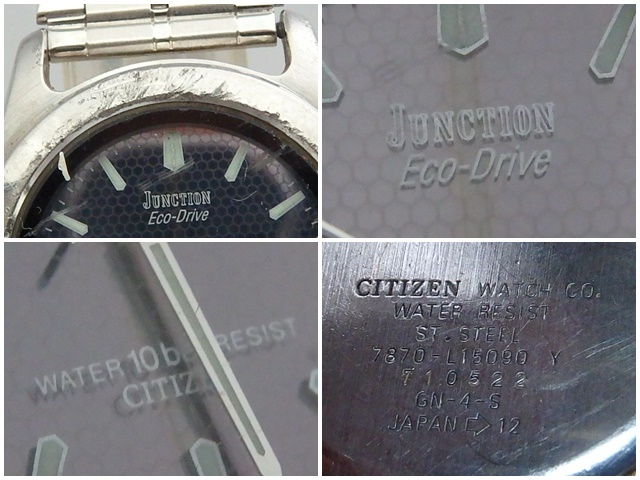 JUNCTION
Eco-Drive
JUNCTION
Eco-Drive
WATER 10 RESIST
CITIZEN WATCH CO.
WATER RESIST
ST. STEEL
7870-L15090 Y
710522
GN-4-S
JAPAN 12